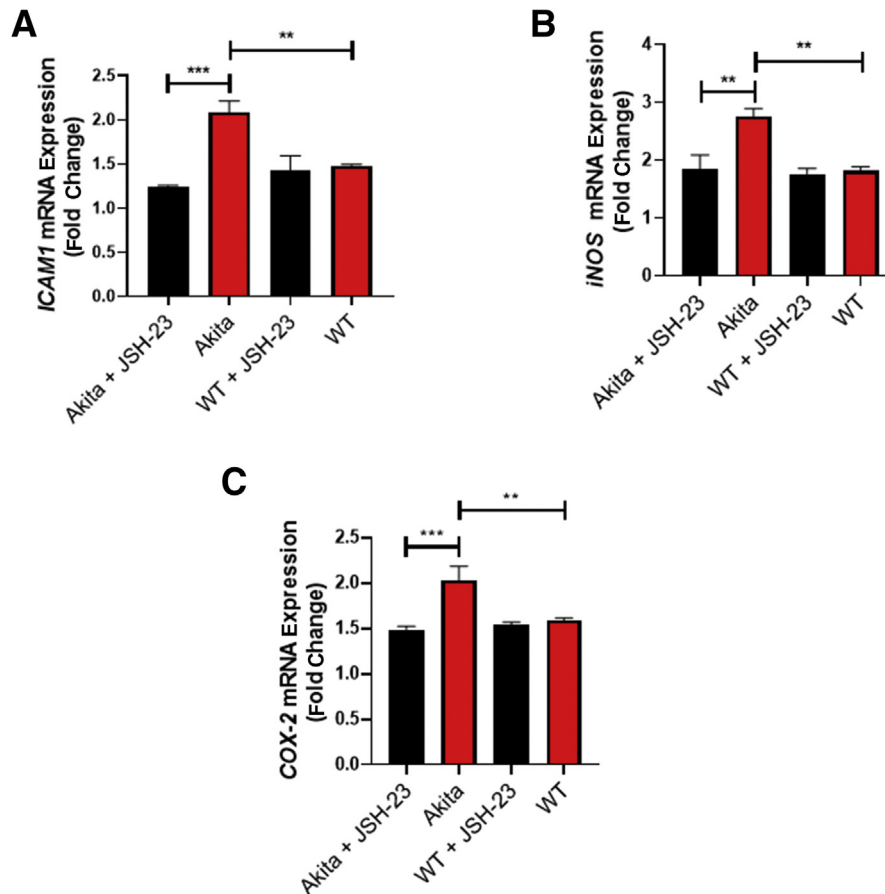 A
ICAM1 mRNA Expression
(Fold Change)
2.5
2.0
1.5
1.0
0.5
0.0
***
**
Akita + JSH-23
Akita
WT + JSH-23
WT
B
iNOS mRNA Expression
(Fold Change)
4
3
2
1
0
**
**
Akita + JSH-23
Akita
WT + JSH-23
WT
C
COX-2 mRNA Expression
(Fold Change)
2.5
2.0
1.5
1.0
0.5
0.0
***
**
Akita + JSH-23
Akita
WT + JSH-23
WT